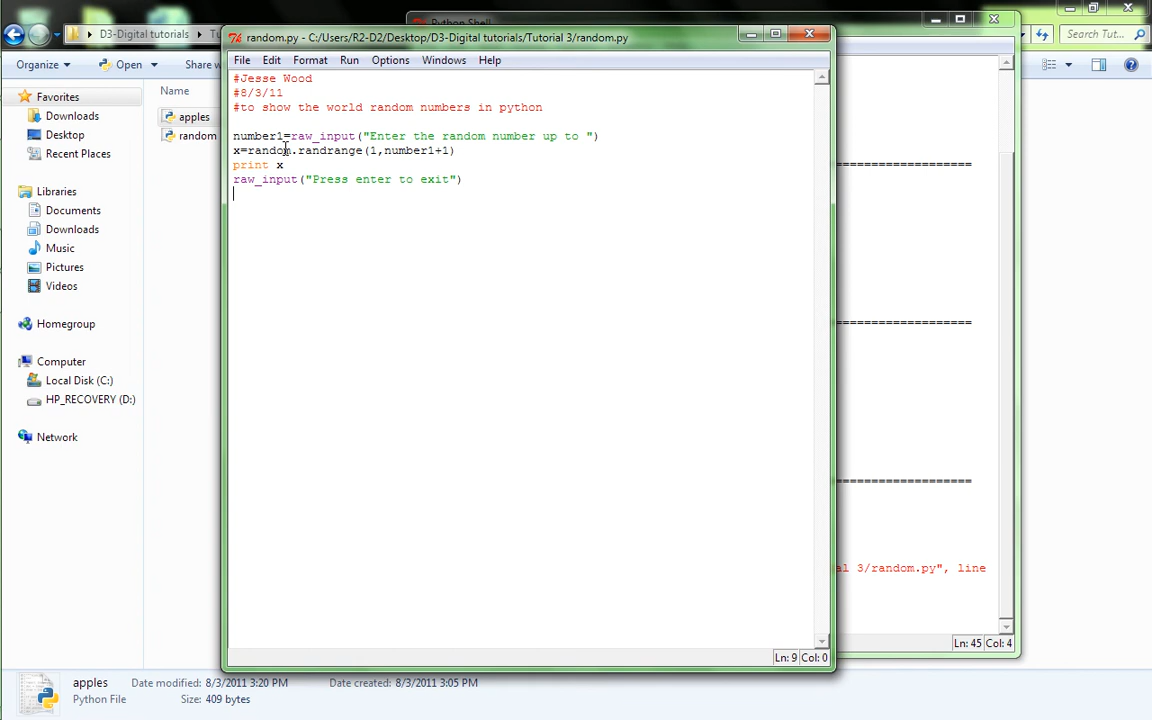 Python Shell
D3-Digital tutorials
Tu
Search Tut...
random.py - C:/Users/R2-D2/Desktop/D3-Digital tutorials/Tutorial 3/random.py
Organize
Open
Share w
File Edit Format Run Options Windows Help
Favorites
Downloads
Desktop
Recent Places
Libraries
Documents
Downloads
Music
Pictures
Videos
Homegroup
Computer
Local Disk (C:)
HP_RECOVERY (D:)
Network
Name
apples
random
#Jesse Wood
#8/3/11
#to show the world random numbers in python
number1=raw_input("Enter the random number up to ")
x=random.randrange(1,number1+1)
print x
raw_input("Press enter to exit")
===================
===================
===================
al 3/random.py", line
Ln: 45 Col: 4
Ln: 9 Col: 0
apples Date modified: 8/3/2011 3:20 PM Date created: 8/3/2011 3:05 PM
Python File Size: 409 bytes